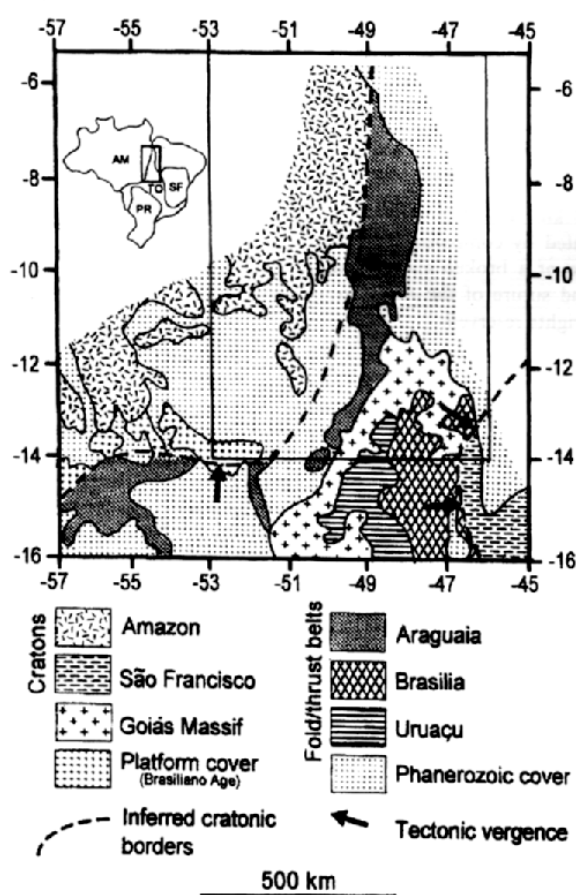 -57 -55 -53 -51 -49 -47 -45
-6 -6
AM
TO SF
PR
-8 -8
-10 -10
-12 -12
-14 -14
-16 -16
-57 -55 -53 -51 -49 -47 -45
Cratons
Amazon
São Francisco
Goiás Massif
Platform cover
(Brasiliano Age)
Fold/thrust belts
Araguaia
Brasilia
Uruaçu
Phanerozoic cover
Inferred cratonic
borders
Tectonic vergence
500 km